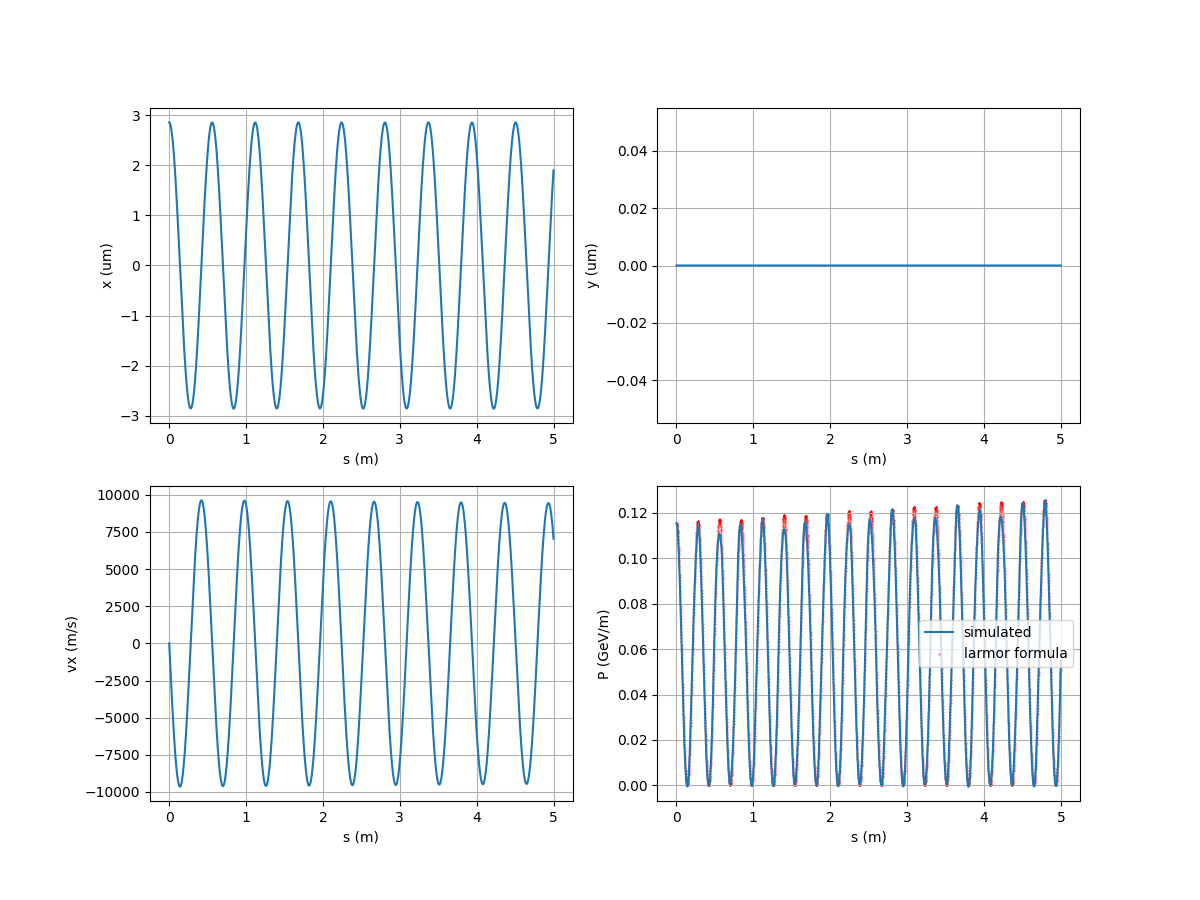 3
2
1
0
−1
−2
−3
x (um)
0 1 2 3 4 5
s (m)
0.04
0.02
0.00
−0.02
−0.04
y (um)
0 1 2 3 4 5
s (m)
10000
7500
5000
2500
0
−2500
−5000
−7500
−10000
vx (m/s)
0 1 2 3 4 5
s (m)
0.12
0.10
0.08
0.06
0.04
0.02
0.00
P (GeV/m)
simulated
larmor formula
0 1 2 3 4 5
s (m)